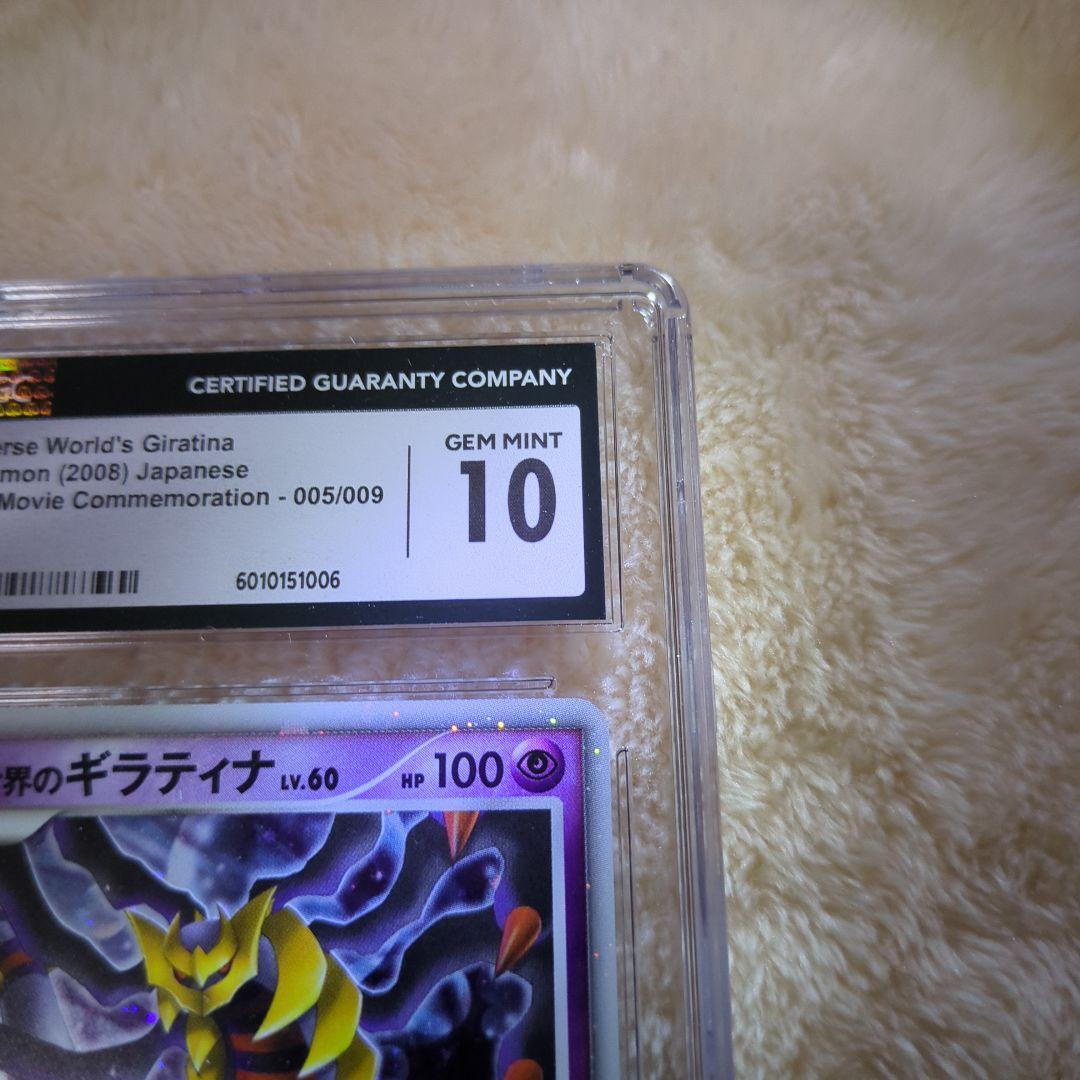 GC
CERTIFIED GUARANTY COMPANY
erse World's Giratina
mon (2008) Japanese
Movie Commemoration - 005/009
GEM MINT
10
6010151006
界のギラティナ LV.60 HP 100